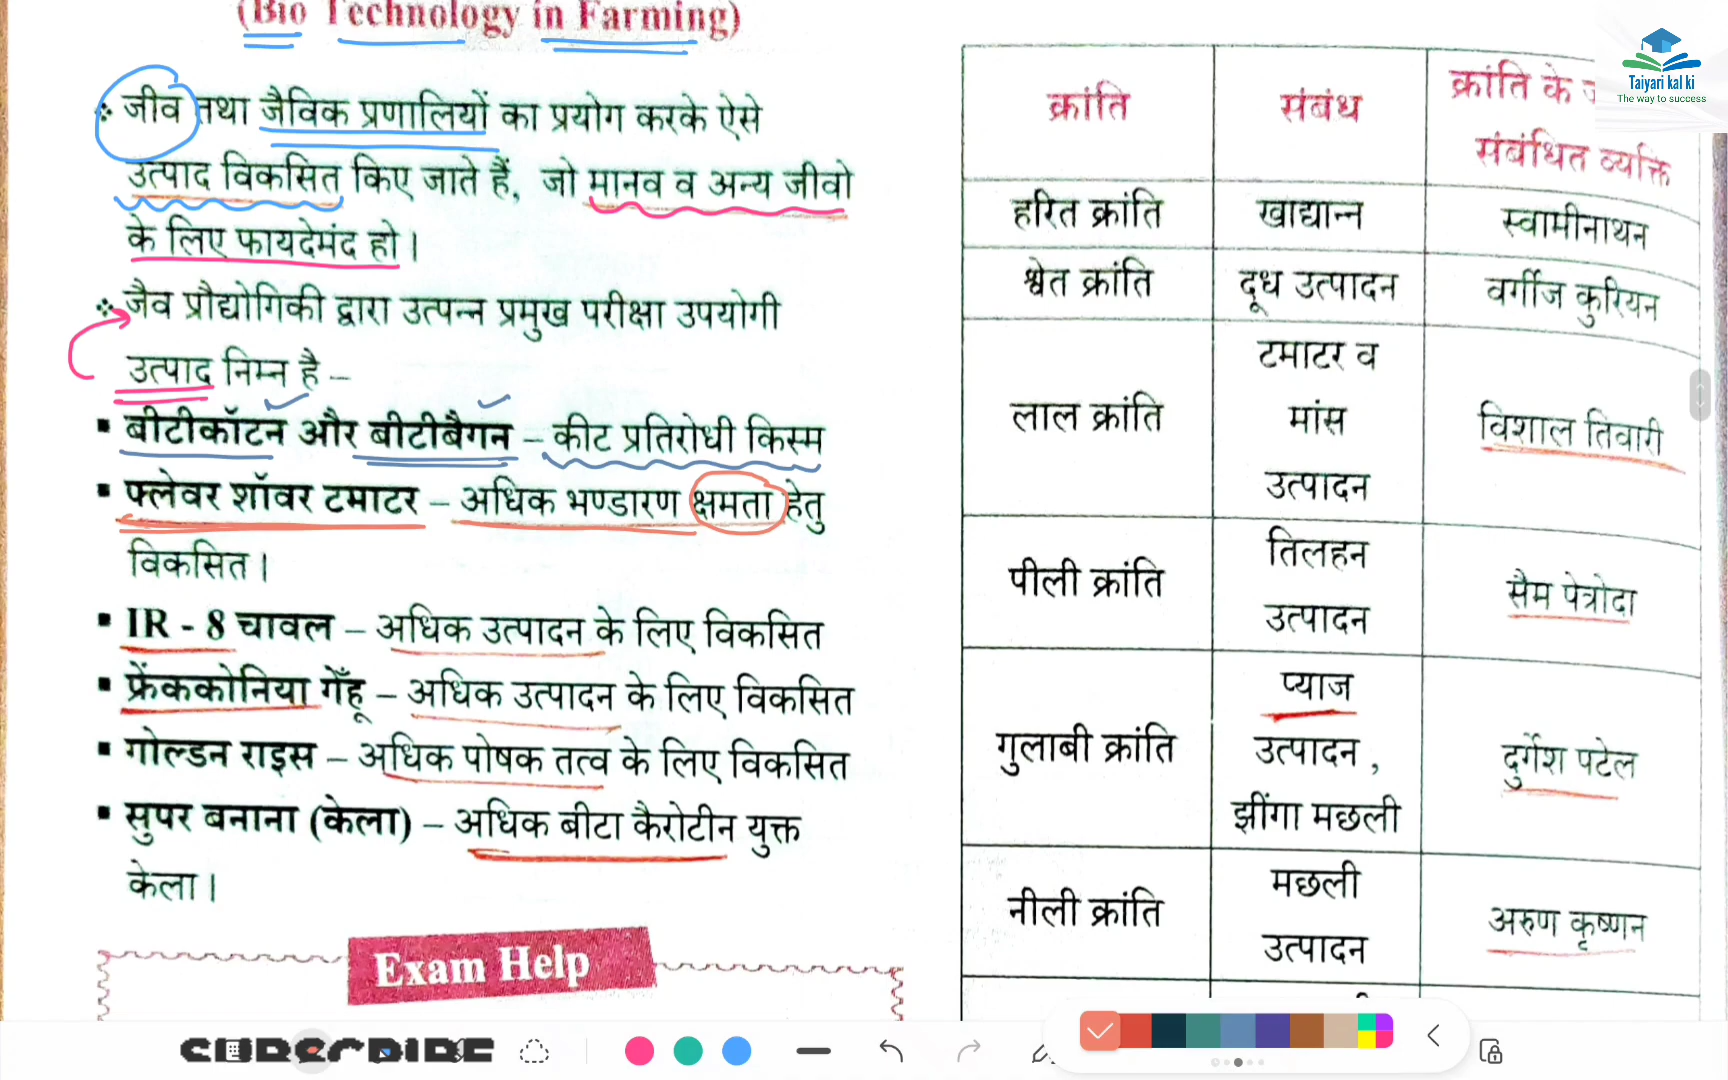 (Bio Technology in Farming)
जीव तथा जैविक प्रणालियों का प्रयोग करके ऐसे
उत्पाद विकसित किए जाते हैं, जो मानव व अन्य जीवो
के लिए फायदेमंद हो।
जैव प्रौद्योगिकी द्वारा उत्पन्न प्रमुख परीक्षा उपयोगी
उत्पाद निम्न है –
▪ बीटीकॉटन और बीटीबैगन – कीट प्रतिरोधी किस्म
▪ फ्लेवर शॉवर टमाटर – अधिक भण्डारण क्षमता हेतु
विकसित।
▪ IR - 8 चावल – अधिक उत्पादन के लिए विकसित
▪ फ्रेंककोनिया गेँहू – अधिक उत्पादन के लिए विकसित
▪ गोल्डन राइस – अधिक पोषक तत्व के लिए विकसित
▪ सुपर बनाना (केला) – अधिक बीटा कैरोटीन युक्त
केला।
Exam Help
क्रांति संबंध क्रांति के
संबंधित व्यक्ति
हरित क्रांति खाद्यान्न स्वामीनाथन
श्वेत क्रांति दूध उत्पादन वर्गीज कुरियन
टमाटर व
लाल क्रांति मांस विशाल तिवारी
उत्पादन
तिलहन
पीली क्रांति सैम पेत्रोदा
उत्पादन
प्याज
गुलाबी क्रांति उत्पादन , दुर्गेश पटेल
झींगा मछली
मछली
नीली क्रांति अरुण कृष्णन
उत्पादन
Taiyari kal ki
The way to success